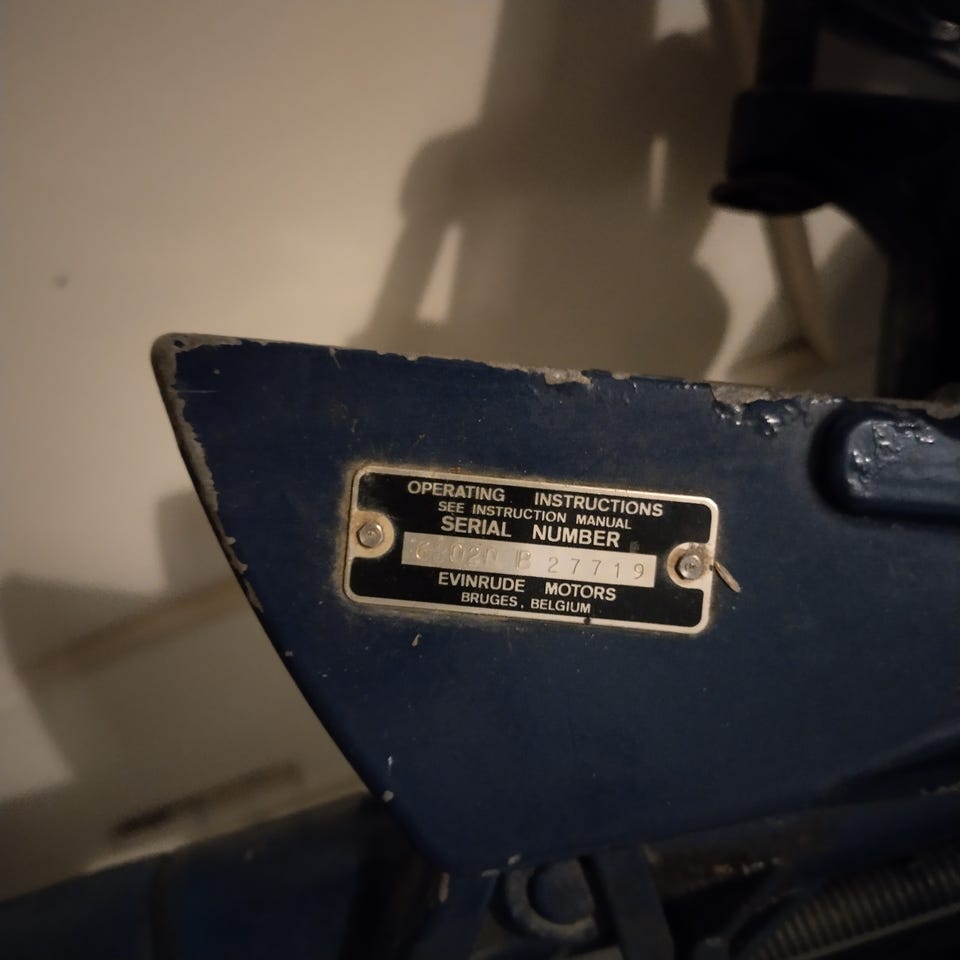 OPERATING INSTRUCTIONS
SEE INSTRUCTION MANUAL
SERIAL NUMBER
B 27719
EVINRUDE MOTORS
BRUGES, BELGIUM